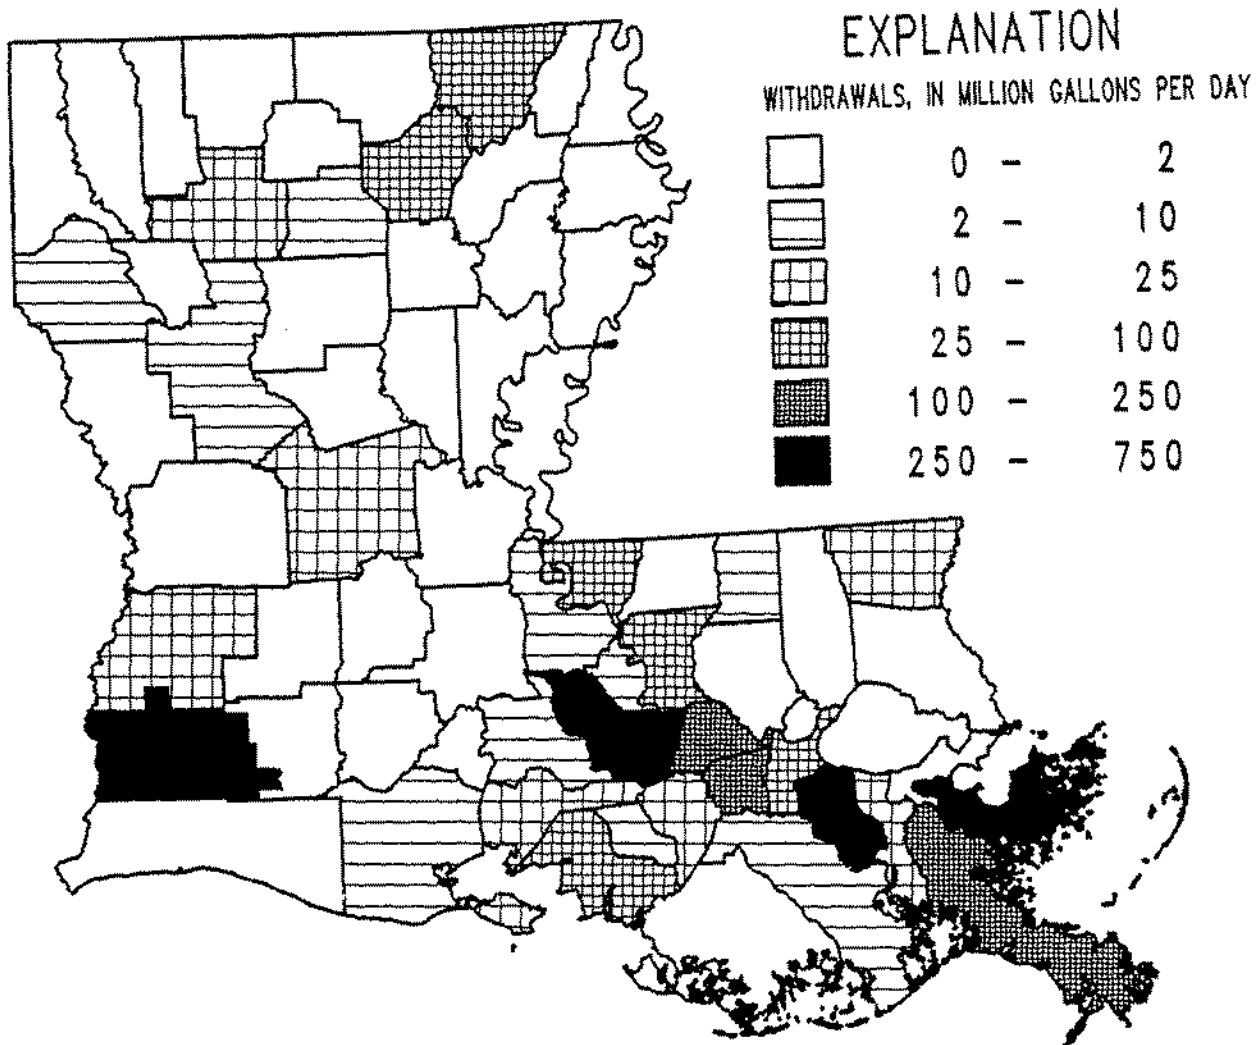 EXPLANATION
WITHDRAWALS, IN MILLION GALLONS PER DAY
0 – 2
2 – 10
10 – 25
25 – 100
100 – 250
250 – 750